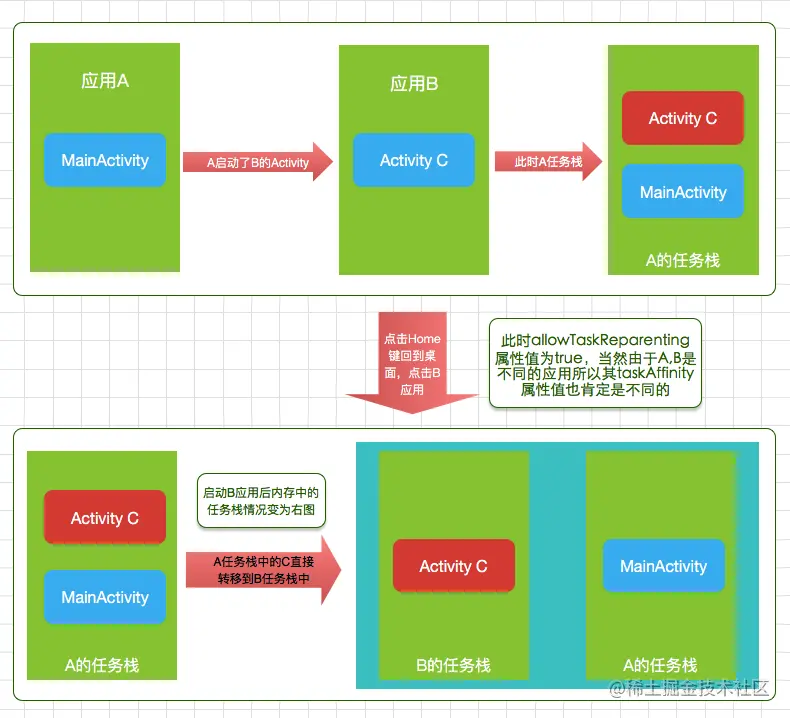 应用A
MainActivity
A启动了B的Activity
应用B
Activity C
此时A任务栈
Activity C
MainActivity
A的任务栈
点击Home
键回到桌
面，点击B
应用
此时allowTaskReparenting
属性值为true，当然由于A,B是
不同的应用所以其taskAffinity
属性值也肯定是不同的
Activity C
MainActivity
A的任务栈
启动B应用后内存中的
任务栈情况变为右图
A任务栈中的C直接
转移到B任务栈中
Activity C
B的任务栈
MainActivity
A的任务栈
@稀土掘金技术社区